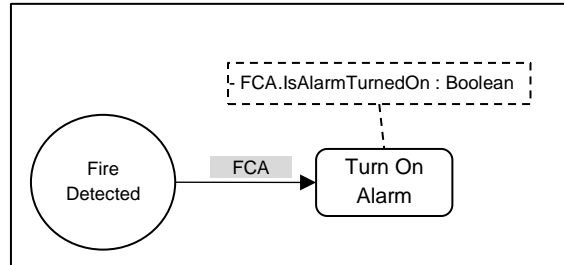 - FCA.IsAlarmTurnedOn : Boolean
Fire
Detected
FCA
Turn On
Alarm